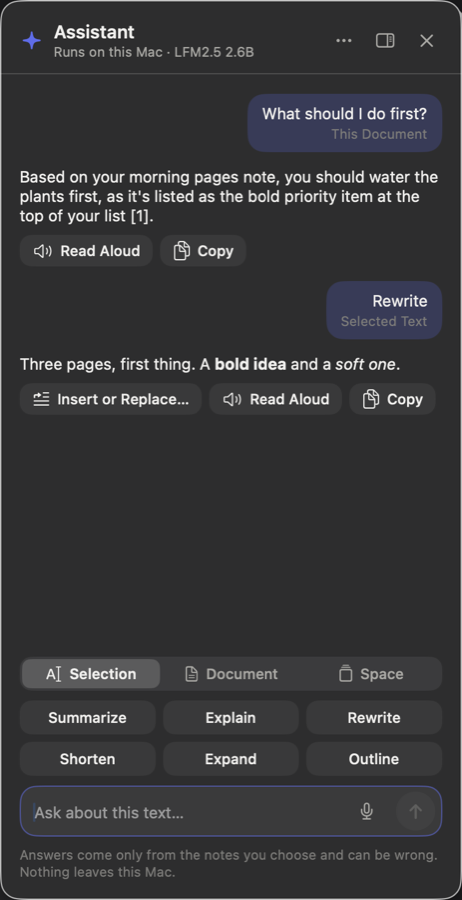 Assistant
Runs on this Mac · LFM2.5 2.6B
What should I do first?
This Document
Based on your morning pages note, you should water the
plants first, as it's listed as the bold priority item at the
top of your list [1].
Read Aloud
Copy
Rewrite
Selected Text
Three pages, first thing. A bold idea and a soft one.
Insert or Replace...
Read Aloud
Copy
Selection
Document
Space
Summarize
Explain
Rewrite
Shorten
Expand
Outline
Ask about this text...
Answers come only from the notes you choose and can be wrong.
Nothing leaves this Mac.